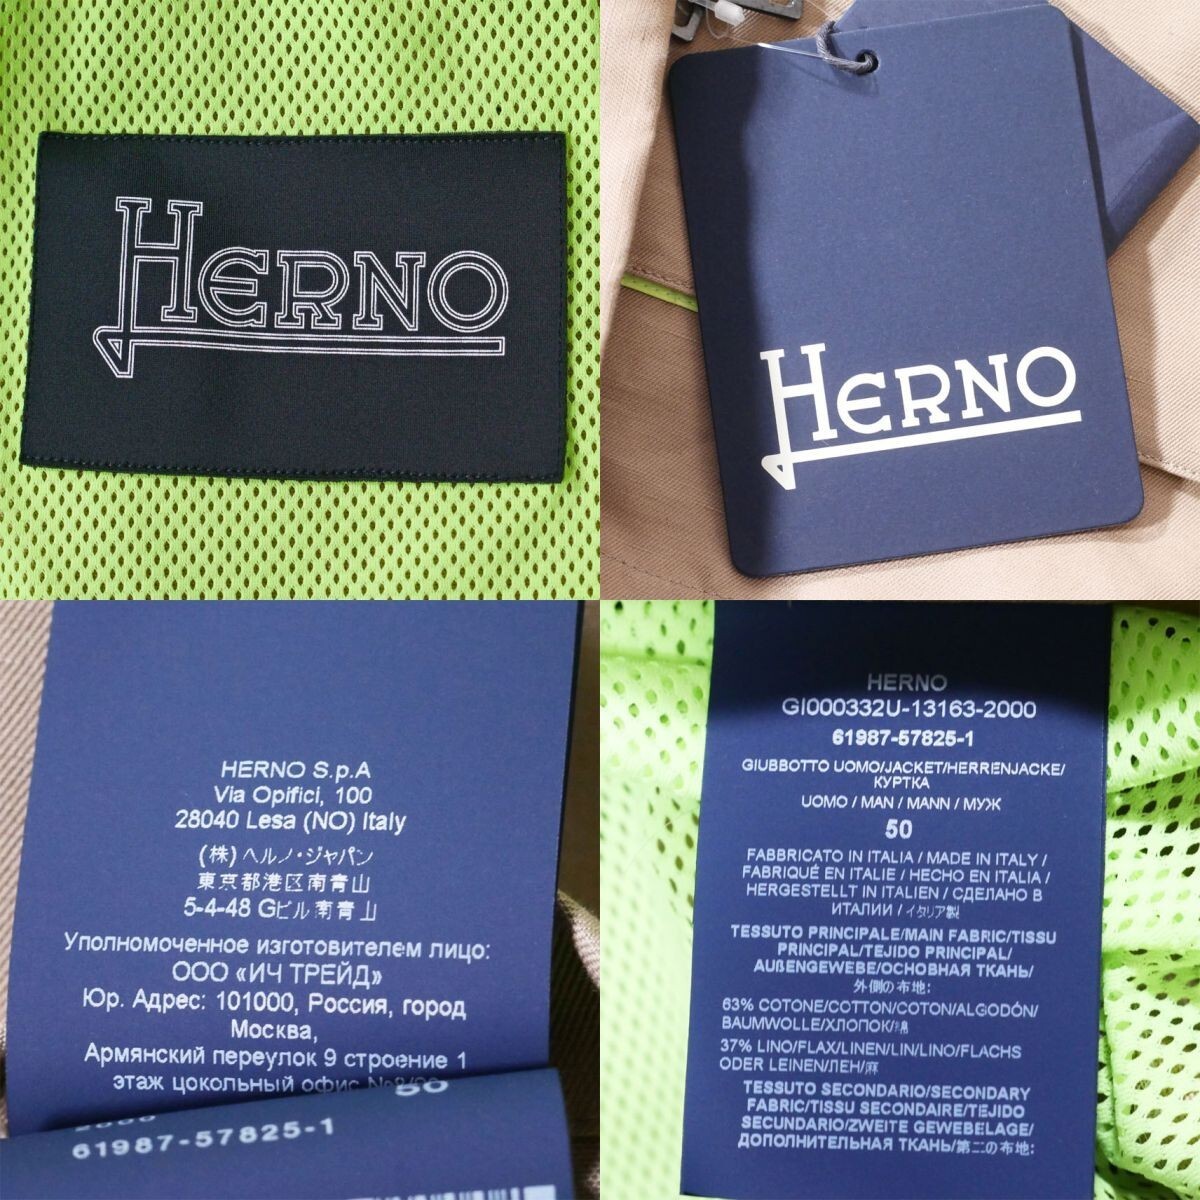 HERNO
HERNO
HERNO S.p.A
Via Opifici, 100
28040 Lesa (NO) Italy
(株)ヘルノ・ジャパン
東京都港区南青山
5-4-48 Gビル南青山
Уполномоченное изготовителем лицо:
ООО «ИЧ ТРЕЙД»
Юр. Адрес: 101000, Россия, город
Москва,
Армянский переулок 9 строение 1
этаж цокольный офис
50
61987-57825-1
HERNO
GI000332U-13163-2000
61987-57825-1
GIUBBOTTO UOMO/JACKET/HERRENJACKE/
КУРТКА
UOMO / MAN / MANN / МУЖ
50
FABBRICATO IN ITALIA / MADE IN ITALY /
FABRIQUÉ EN ITALIE / HECHO EN ITALIA /
HERGESTELLT IN ITALIEN / СДЕЛАНО В
ИТАЛИИ / イタリア製
TESSUTO PRINCIPALE/MAIN FABRIC/TISSU
PRINCIPAL/TEJIDO PRINCIPAL/
AUßENGEWEBE/ОСНОВНАЯ ТКАНЬ/
外側の布地:
63% COTONE/COTTON/COTON/ALGODÓN/
BAUMWOLLE/ХЛОПОК/綿
37% LINO/FLAX/LINEN/LIN/LINO/FLACHS
ODER LEINEN/ЛЕН/麻
TESSUTO SECONDARIO/SECONDARY
FABRIC/TISSU SECONDAIRE/TEJIDO
SECUNDARIO/ZWEITE GEWEBELAGE/
ДОПОЛНИТЕЛЬНАЯ ТКАНЬ/第二の布地: